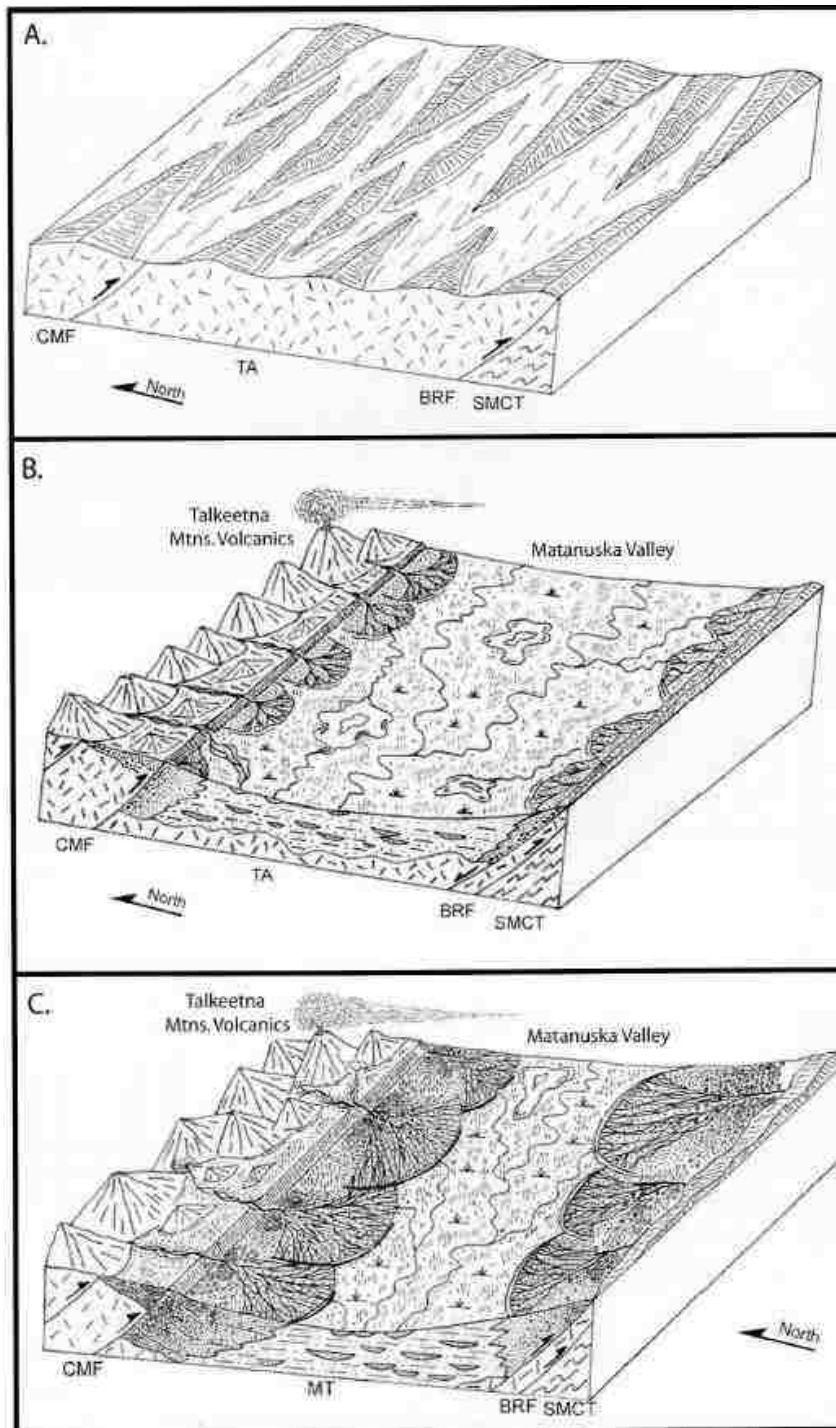 A.
CMF
TA
BRF
SMCT
North
B.
Talkeetna
Mtns. Volcanics
Matanuska Valley
CMF
TA
BRF
SMCT
North
C.
Talkeetna
Mtns. Volcanics
Matanuska Valley
North
CMF
MT
BRF SMCT